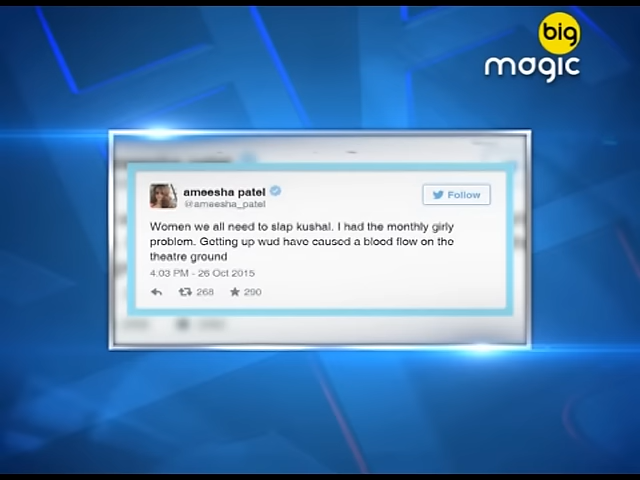 big
magic
ameesha patel
@ameesha_patel
Follow
Women we all need to slap kushal. I had the monthly girly
problem. Getting up wud have caused a blood flow on the
theatre ground
4:03 PM - 26 Oct 2015
268 290